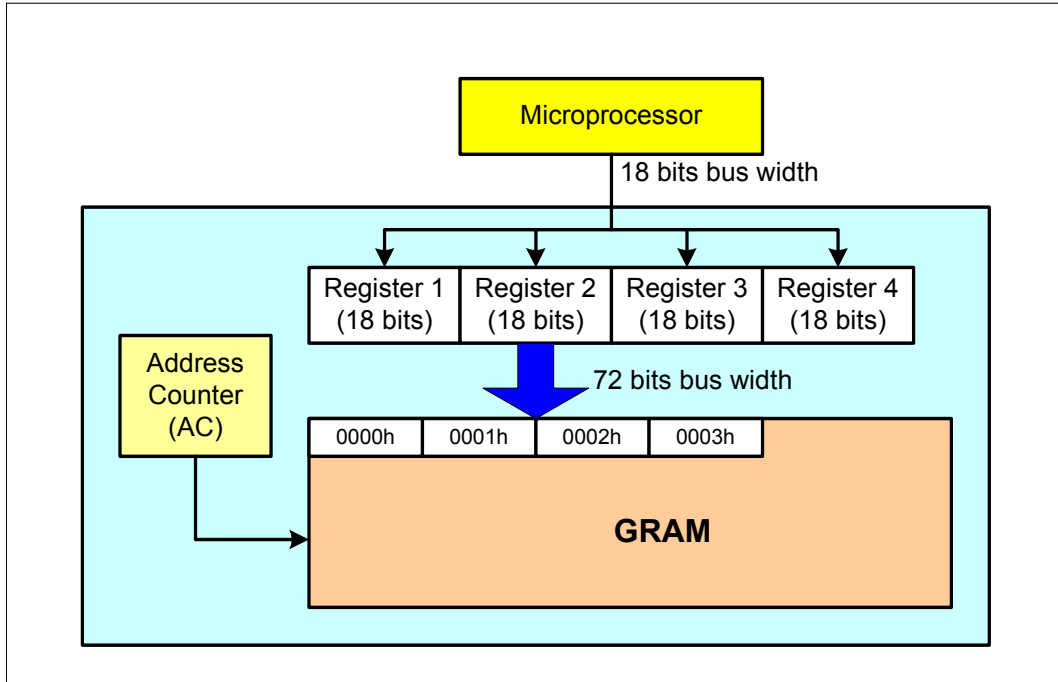 Microprocessor
18 bits bus width
Register 1
(18 bits)
Register 2
(18 bits)
Register 3
(18 bits)
Register 4
(18 bits)
Address
Counter
(AC)
72 bits bus width
0000h
0001h
0002h
0003h
GRAM